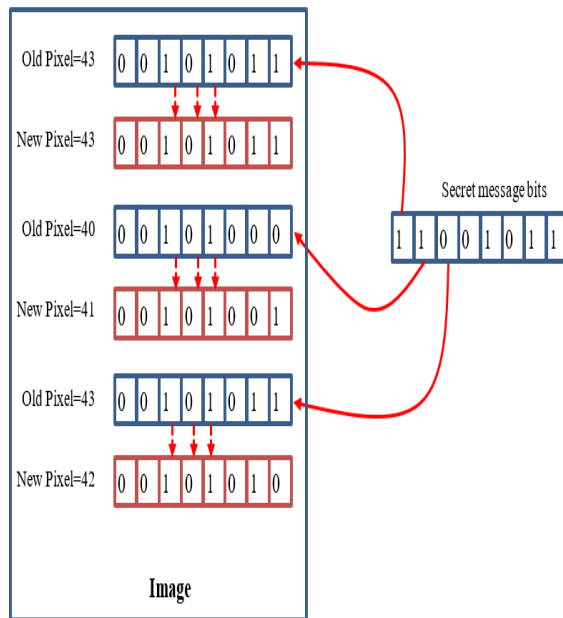 Old Pixel=43
0 0 1 0 1 0 1 1
New Pixel=43
0 0 1 0 1 0 1 1
Secret message bits
1 1 0 0 1 0 1 1
Old Pixel=40
0 0 1 0 1 0 0 0
New Pixel=41
0 0 1 0 1 0 0 1
Old Pixel=43
0 0 1 0 1 0 1 1
New Pixel=42
0 0 1 0 1 0 1 0
Image